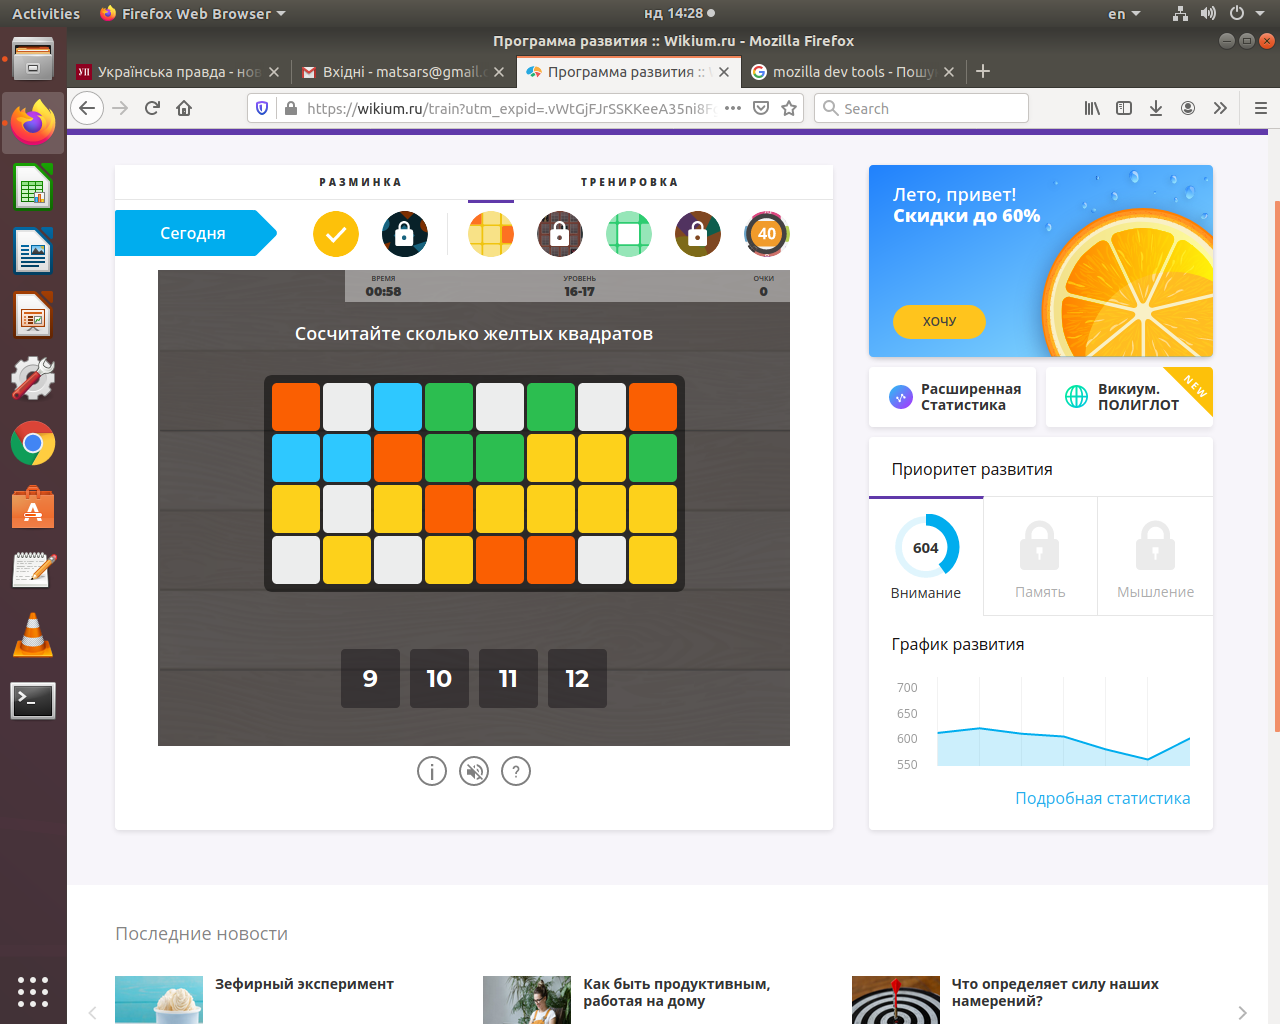 Activities
Firefox Web Browser
нд 14:28
en
Программа развития :: Wikium.ru - Mozilla Firefox
УП
Українська правда - нов
Вхідні - matsars@gmail.c
Программа развития :: W
mozilla dev tools - Пошу
https://wikium.ru/train?utm_expid=.vWtGjFJrSSKKeeA35ni8F
Search
РАЗМИНКА
ТРЕНИРОВКА
Сегодня
40
ВРЕМЯ
00:58
УРОВЕНЬ
16-17
ОЧКИ
0
Сосчитайте сколько желтых квадратов
9
10
11
12
i
?
Лето, привет!
Скидки до 60%
ХОЧУ
Расширенная
Статистика
Викиум.
ПОЛИГЛОТ
NEW
Приоритет развития
604
Внимание
Память
Мышление
График развития
700
650
600
550
Подробная статистика
Последние новости
Зефирный эксперимент
Как быть продуктивным,
работая на дому
Что определяет силу наших
намерений?